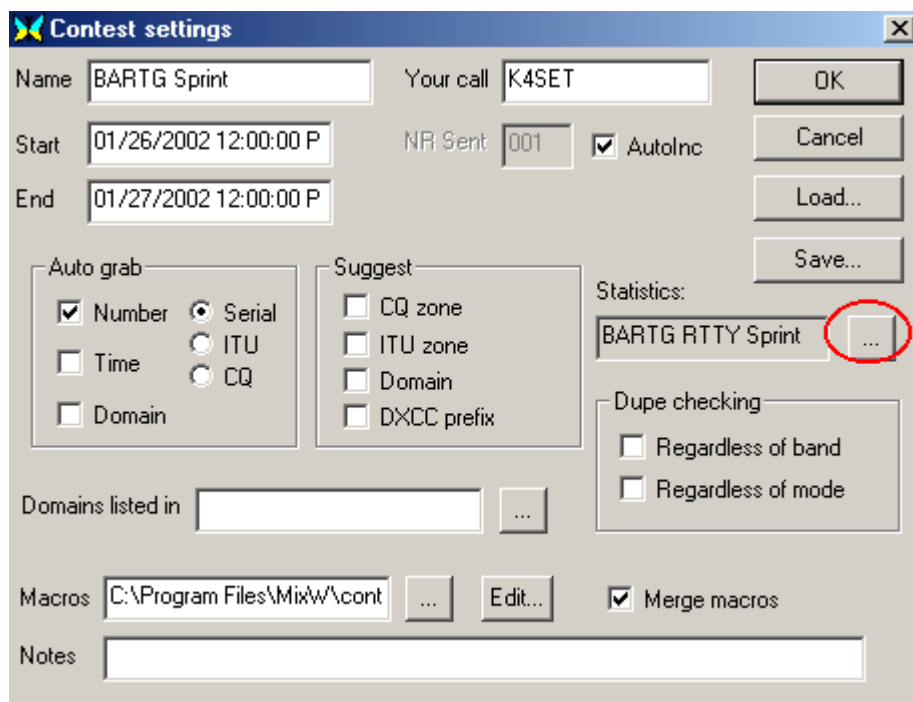 Contest settings
Name BARTG Sprint Your call K4SET OK
Start 01/26/2002 12:00:00 P NR Sent 001 AutoInc Cancel
End 01/27/2002 12:00:00 P Load...
Save...
Auto grab Suggest
Statistics:
Number Serial CQ zone
BARTG RTTY Sprint ...
ITU ITU zone
Time
CQ Domain
Domain DXCC prefix
Dupe checking
Regardless of band
Regardless of mode
Domains listed in ...
Macros C:\Program Files\MixW\cont ... Edit... Merge macros
Notes